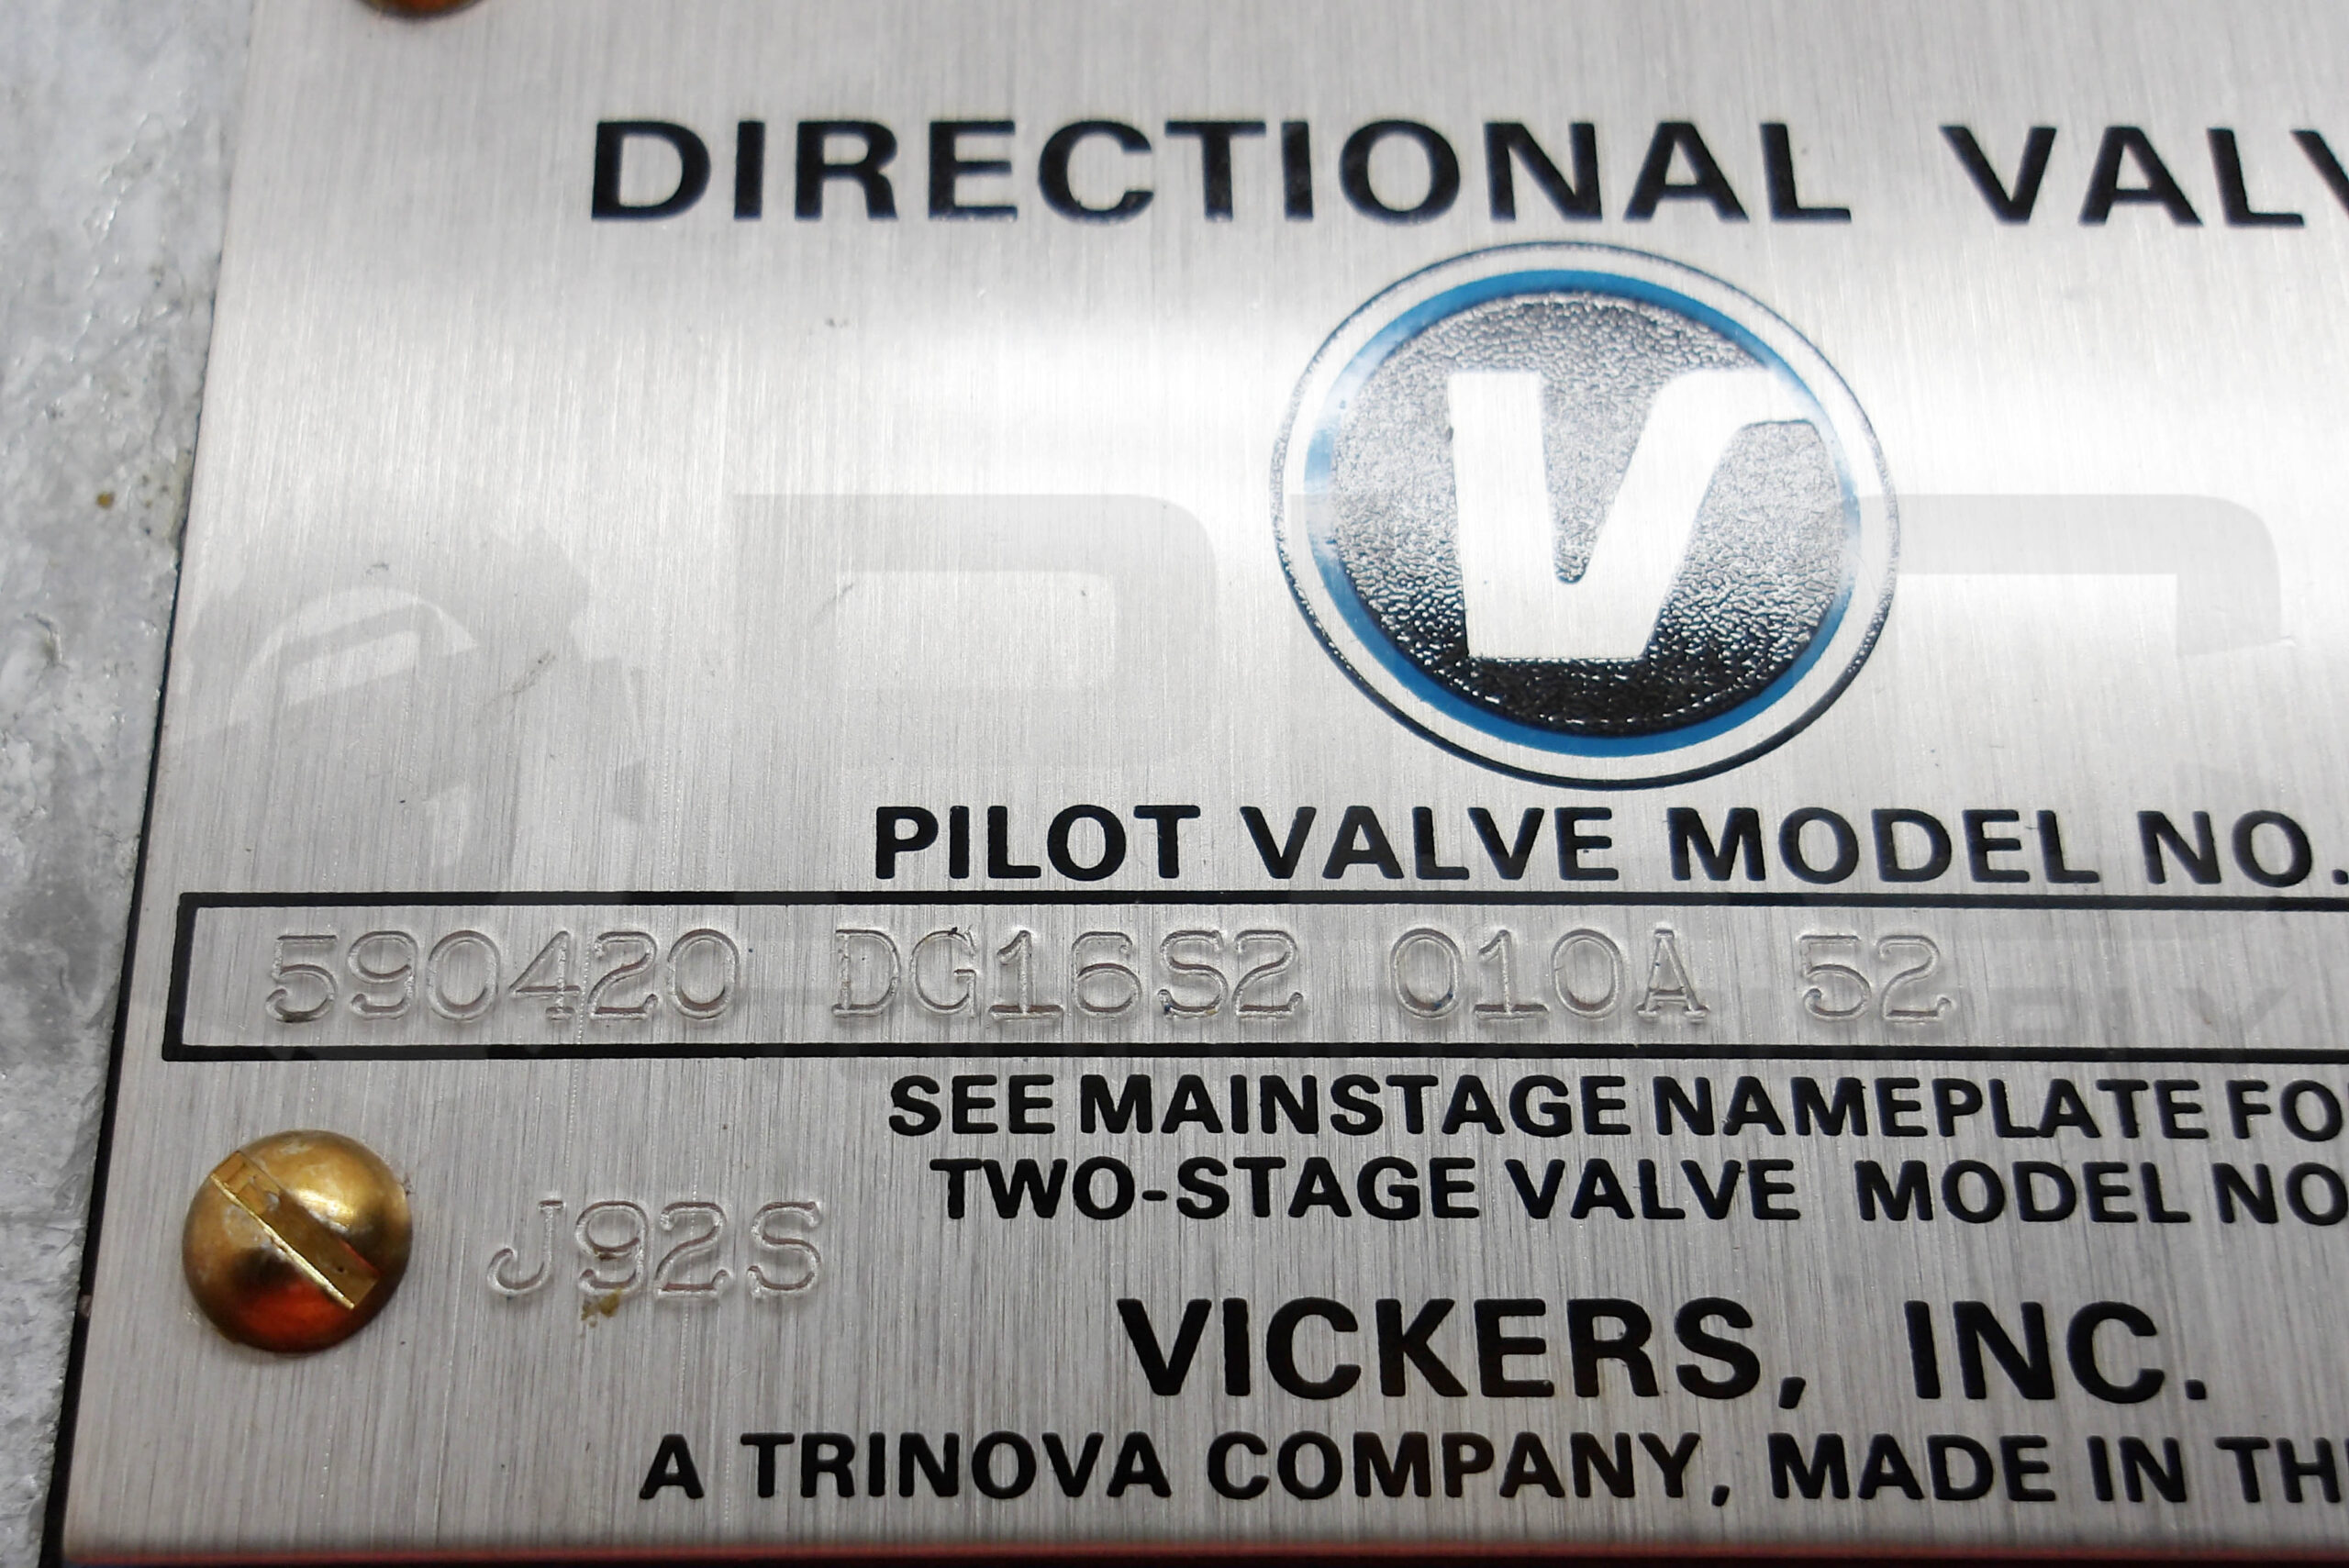 DIRECTIONAL VALV
V
PILOT VALVE MODEL NO.
590420 DG16S2 010A 52
SEE MAINSTAGE NAMEPLATE FO
TWO-STAGE VALVE MODEL NO
J92S
VICKERS, INC.
A TRINOVA COMPANY, MADE IN TH